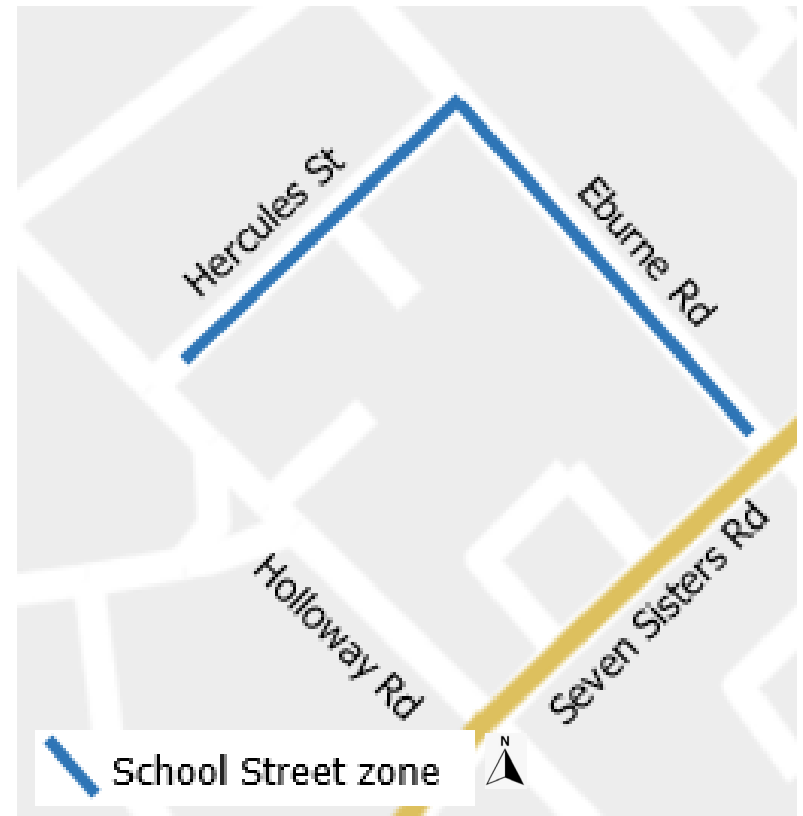 Hercules St
Eburne Rd
Holloway Rd
Seven Sisters Rd
School Street zone
N